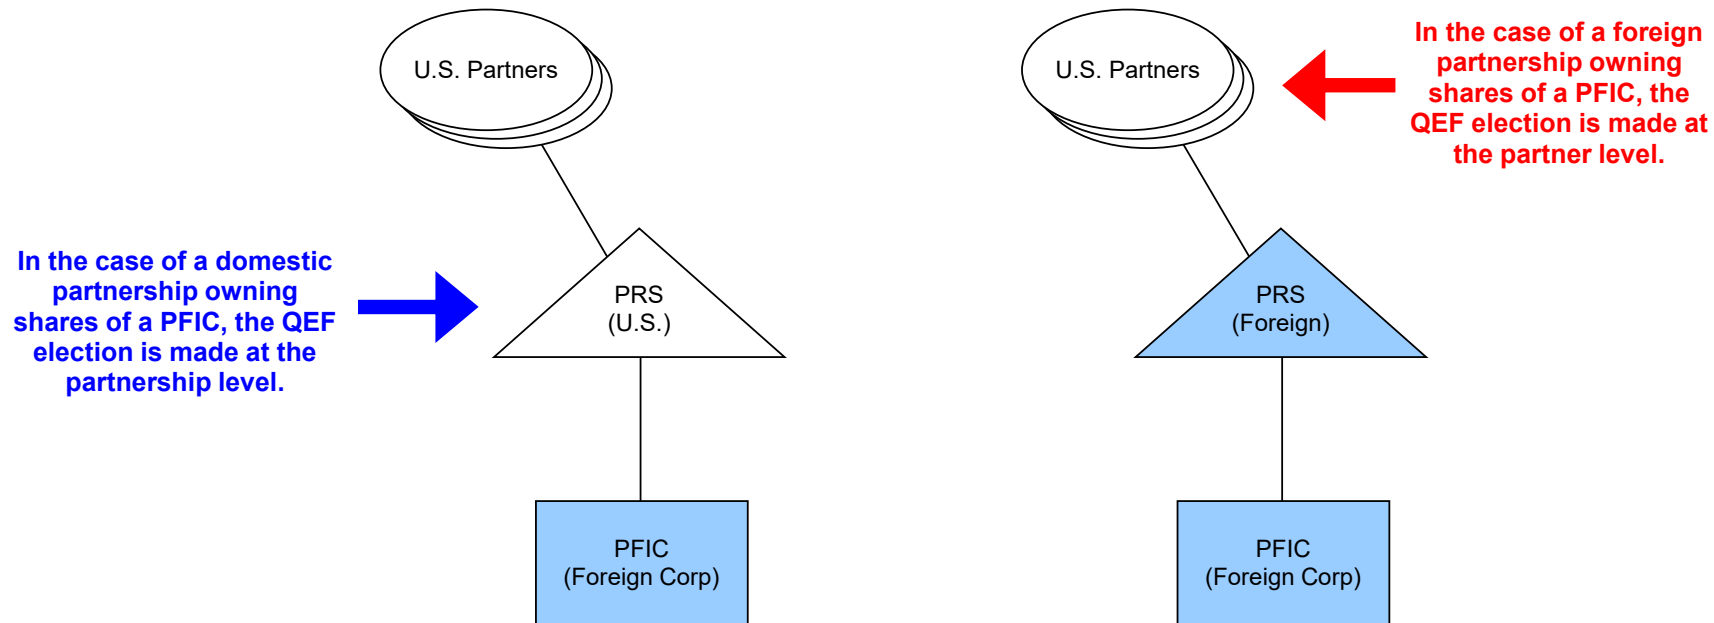 U.S. Partners
In the case of a domestic
partnership owning
shares of a PFIC, the QEF
election is made at the
partnership level.
PRS
(U.S.)
PFIC
(Foreign Corp)
U.S. Partners
In the case of a foreign
partnership owning
shares of a PFIC, the
QEF election is made at
the partner level.
PRS
(Foreign)
PFIC
(Foreign Corp)